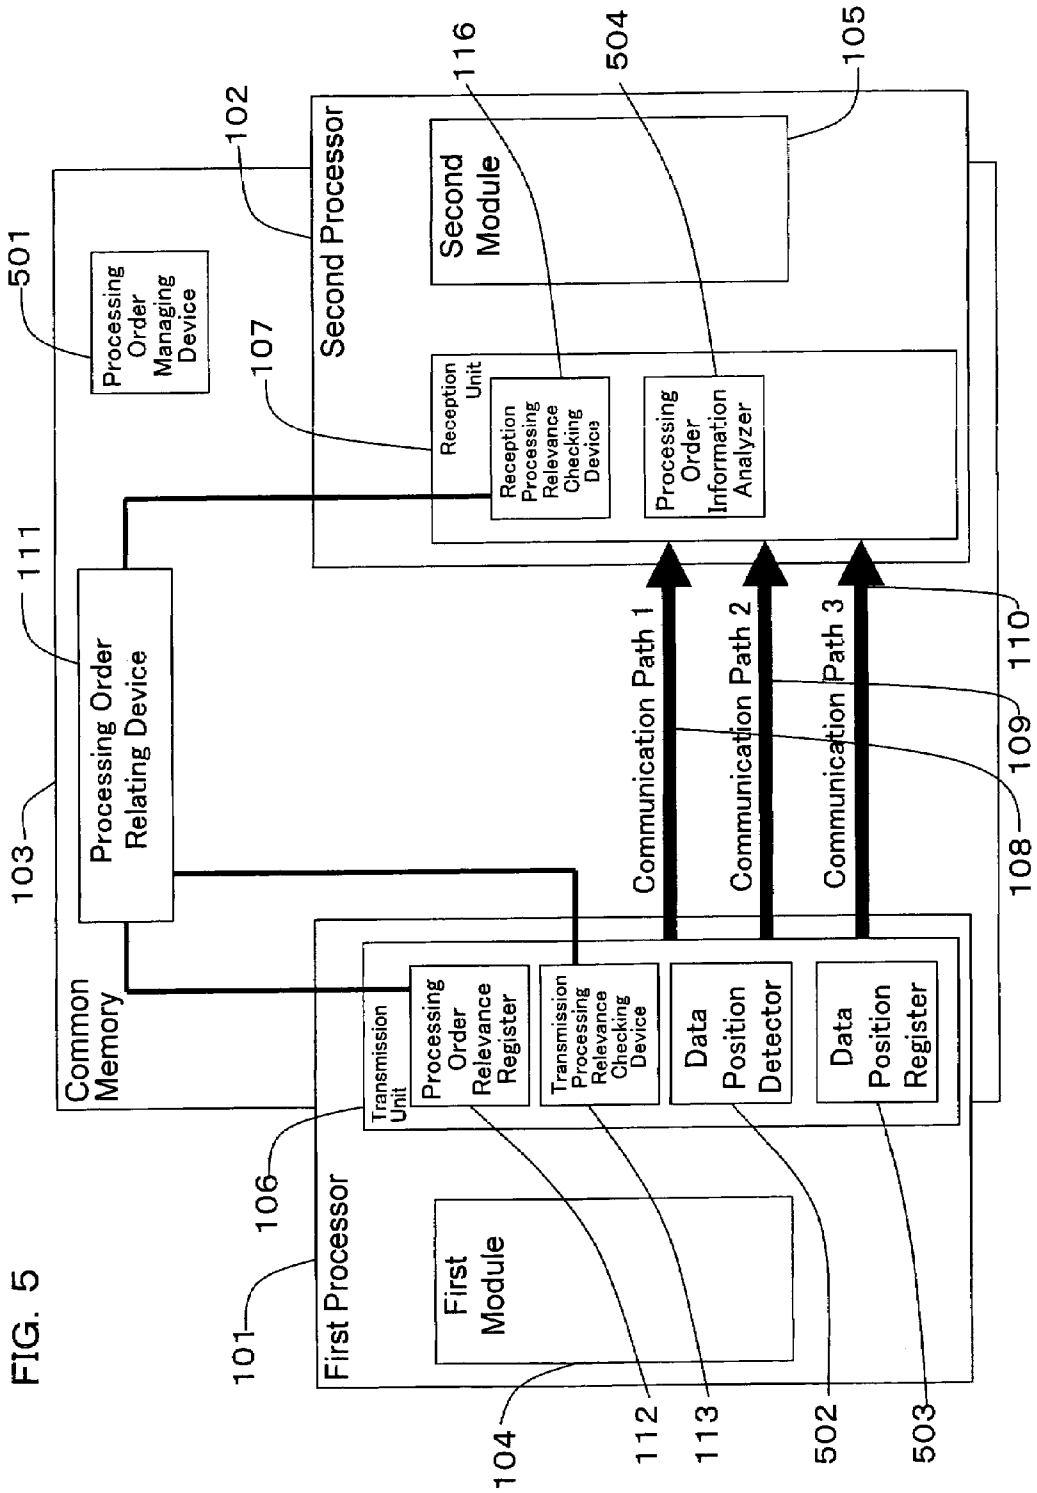 FIG. 5
103
111
501
Common
Memory
Processing Order
Relating Device
Processing
Order
Managing
Device
102
101
106
107
116
504
105
First Processor
First
Module
104
Transmission
Unit
Processing
Order
Relevance
Register
Transmission
Processing
Relevance
Checking
Device
Data
Position
Detector
Data
Position
Register
112
113
502
503
Communication Path 1
Communication Path 2
Communication Path 3
108
109
110
Second Processor
Reception
Unit
Reception
Processing
Relevance
Checking
Device
Processing
Order
Information
Analyzer
Second
Module